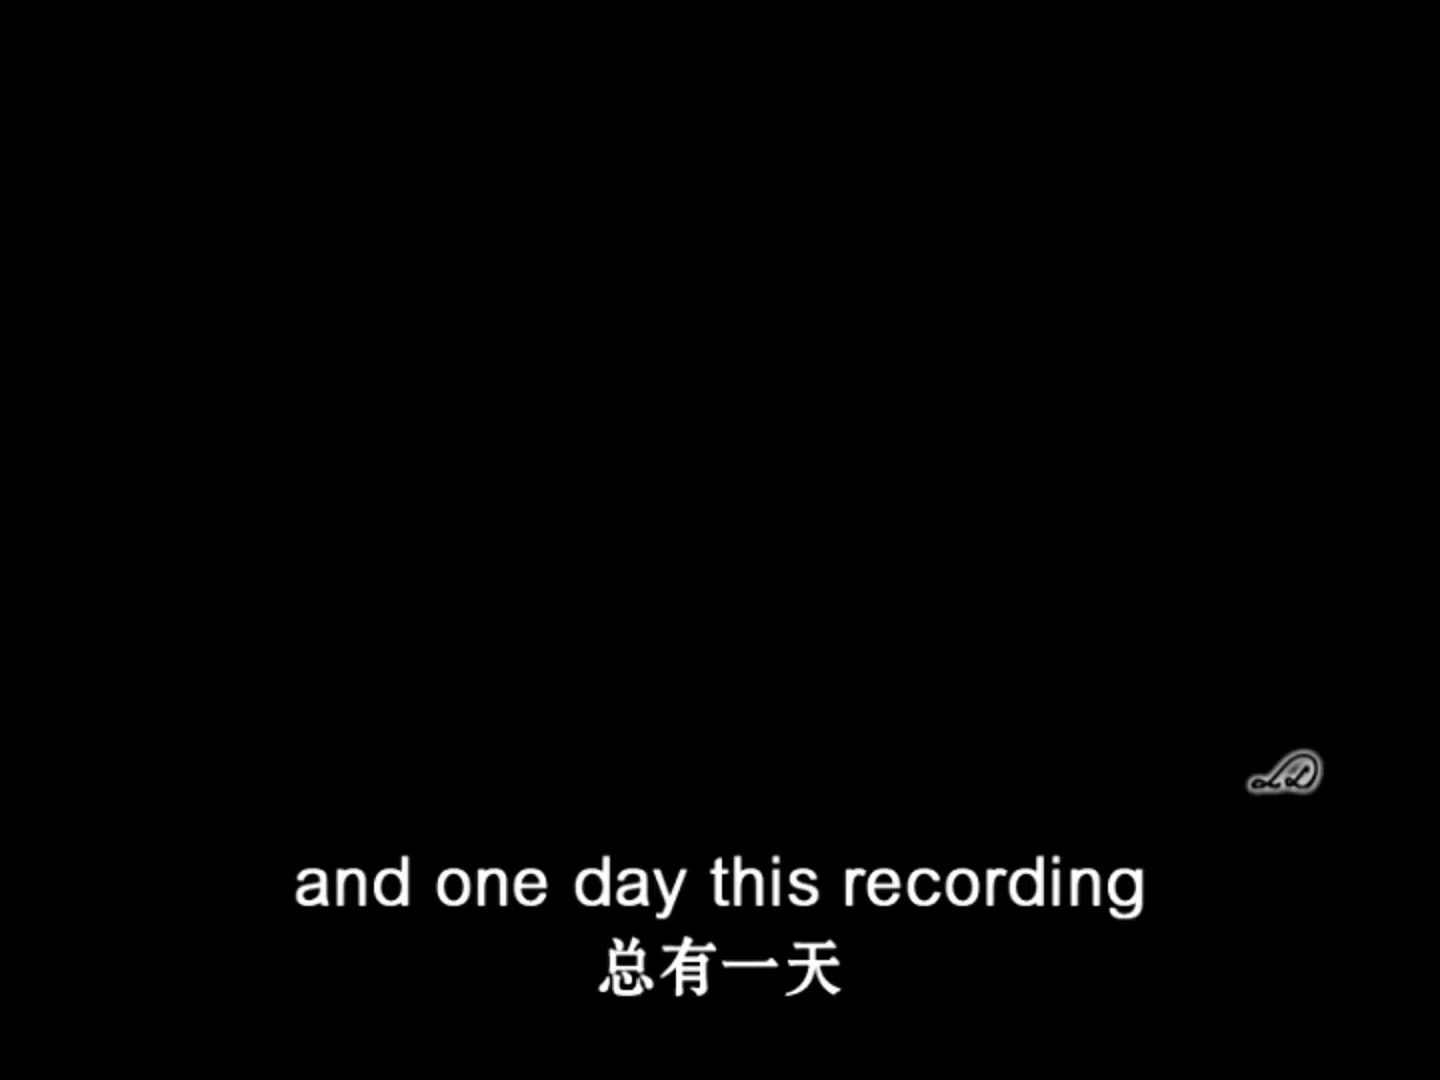 and one day this recording
总有一天